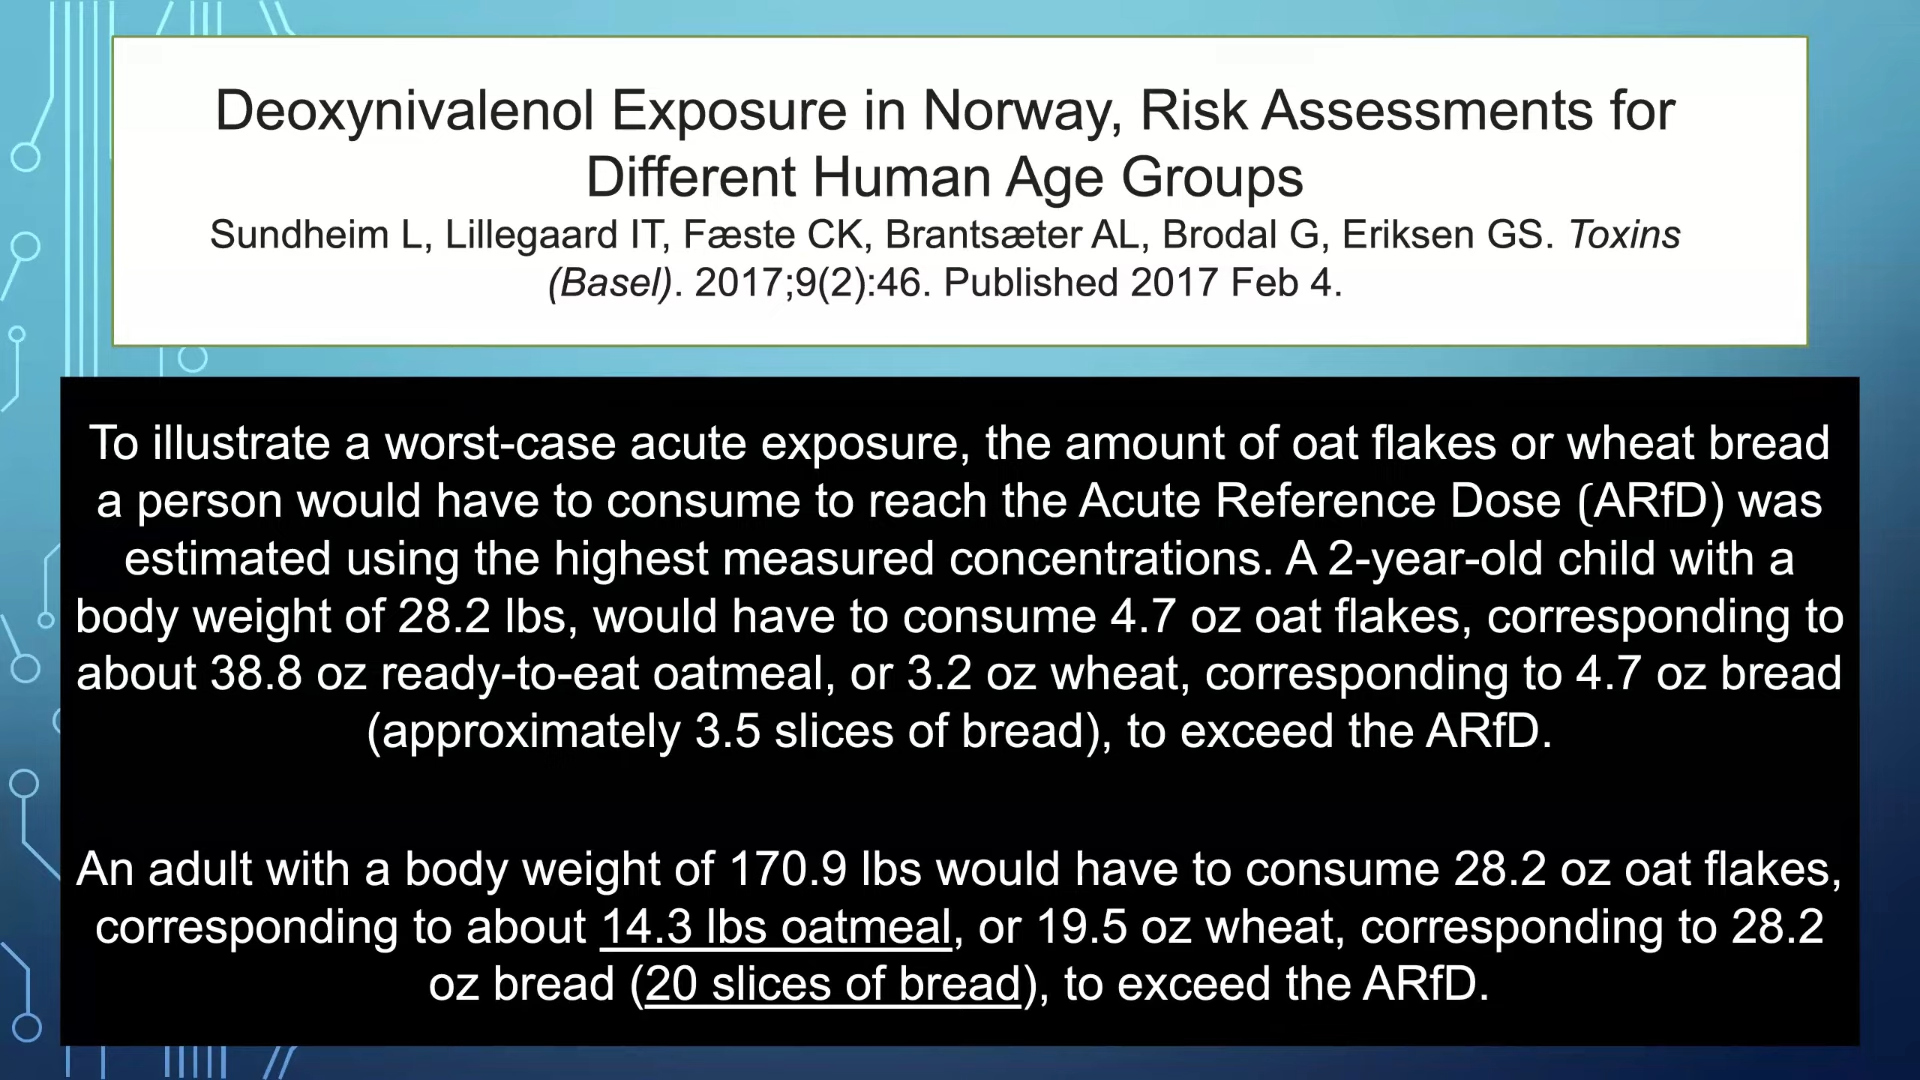 Deoxynivalenol Exposure in Norway, Risk Assessments for
Different Human Age Groups
Sundheim L, Lillegaard IT, Fæste CK, Brantsæter AL, Brodal G, Eriksen GS. Toxins
(Basel). 2017;9(2):46. Published 2017 Feb 4.
To illustrate a worst-case acute exposure, the amount of oat flakes or wheat bread
a person would have to consume to reach the Acute Reference Dose (ARfD) was
estimated using the highest measured concentrations. A 2-year-old child with a
body weight of 28.2 lbs, would have to consume 4.7 oz oat flakes, corresponding to
about 38.8 oz ready-to-eat oatmeal, or 3.2 oz wheat, corresponding to 4.7 oz bread
(approximately 3.5 slices of bread), to exceed the ARfD.
An adult with a body weight of 170.9 lbs would have to consume 28.2 oz oat flakes,
corresponding to about 14.3 lbs oatmeal, or 19.5 oz wheat, corresponding to 28.2
oz bread (20 slices of bread), to exceed the ARfD.